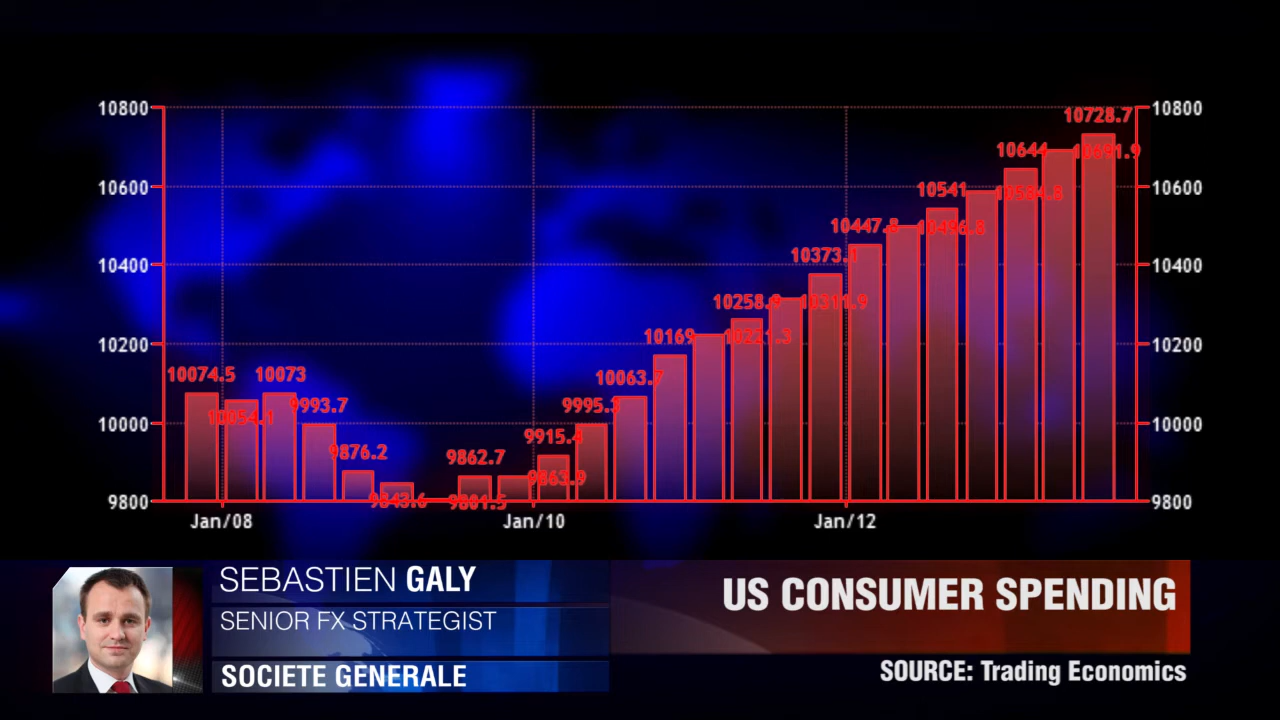 10728.7
10800 10800
10644 10691.9
10600 10541 10584.8 10600
10447.8 10496.8
10400 10373.1 10400
10258.9 10311.9
10200 10169 10221.3 10200
10074.5 10073 10063.7
10054.1 9993.7 9995.3
10000 10000
9876.2 9862.7 9915.4
9863.9
9800 9843.6 9801.5 9800
Jan/08 Jan/10 Jan/12
SEBASTIEN GALY
SENIOR FX STRATEGIST
SOCIETE GENERALE
US CONSUMER SPENDING
SOURCE: Trading Economics